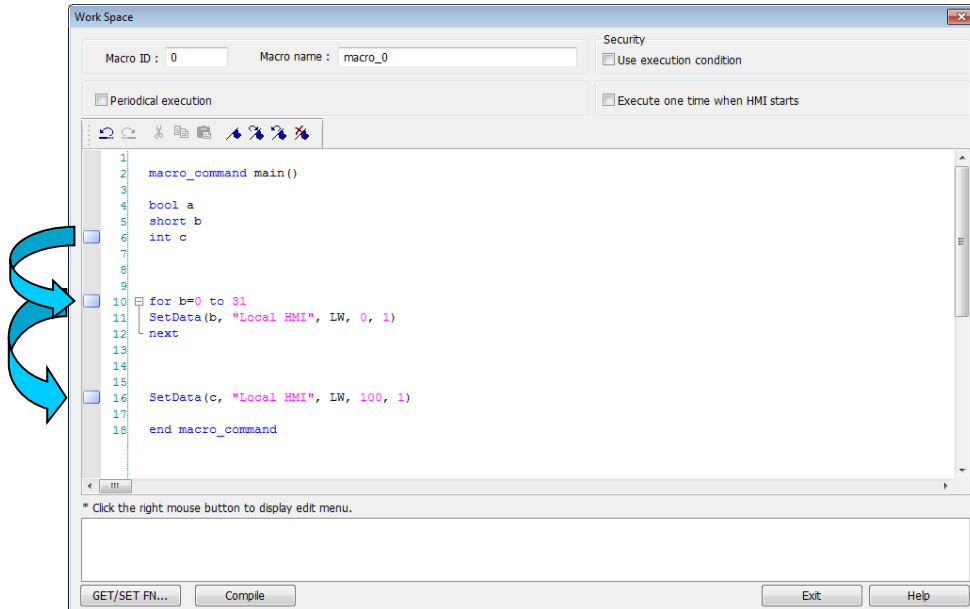 Work Space
Security
Macro ID : 0 Macro name : macro_0
Use execution condition
Periodical execution
Execute one time when HMI starts
1
2 macro_command main()
3
4 bool a
5 short b
6 int c
7
8
9
10 for b=0 to 31
11 SetData(b, "Local HMI", LW, 0, 1)
12 next
13
14
15
16 SetData(c, "Local HMI", LW, 100, 1)
17
18 end macro_command
* Click the right mouse button to display edit menu.
GET/SET FN... Compile Exit Help